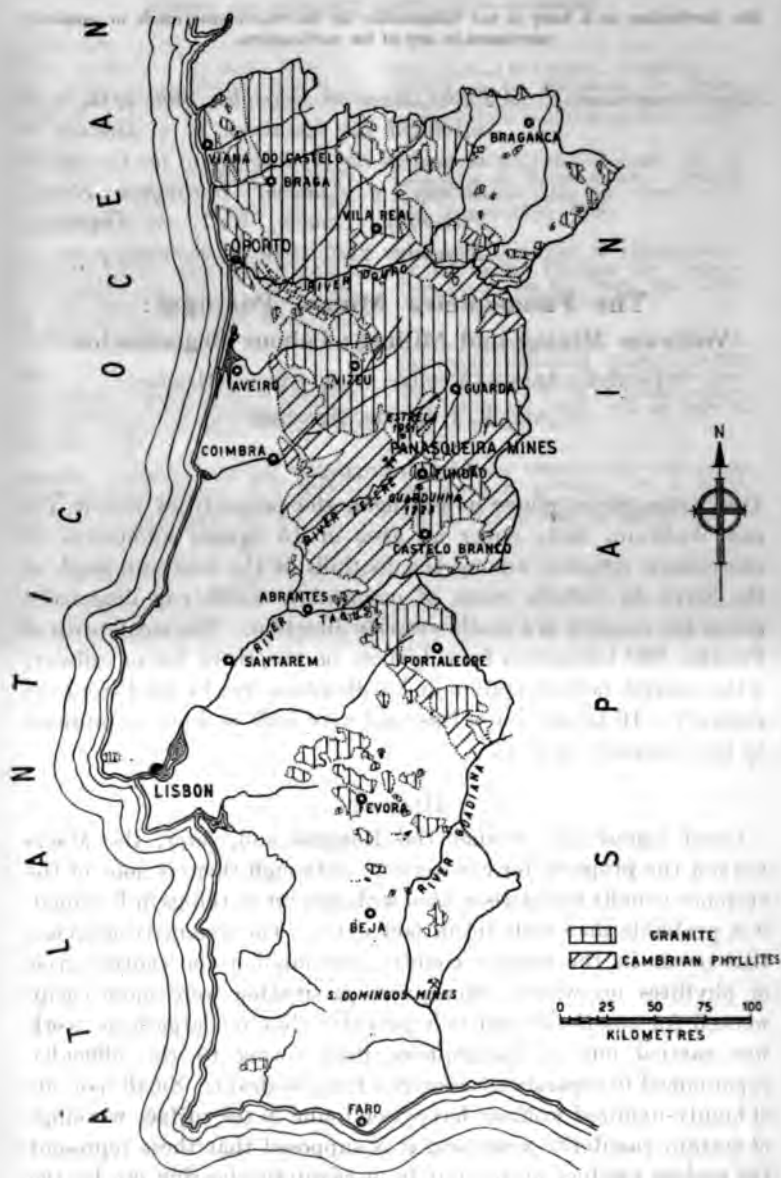 ATLANTIC OCEAN
BRAGANCA
VIANA DO CASTELO
BRAGA
VILA REAL
OPORTO
RIVER DOURO
AVEIRO
VIZEU
GUARDA
ESTRELA
COIMBRA
PANASQUEIRA MINES
FUNDAO
RIVER ZEZERE
GUARDUNHA
CASTELO BRANCO
ABRANTES
RIVER TAGUS
SANTAREM
PORTALEGRE
LISBON
EVORA
RIVER GUADIANA
BEJA
S. DOMINGOS MINES
FARO
SPAIN
N
GRANITE
CAMBRIAN PHYLLITES
0 25 50 75 100
KILOMETRES